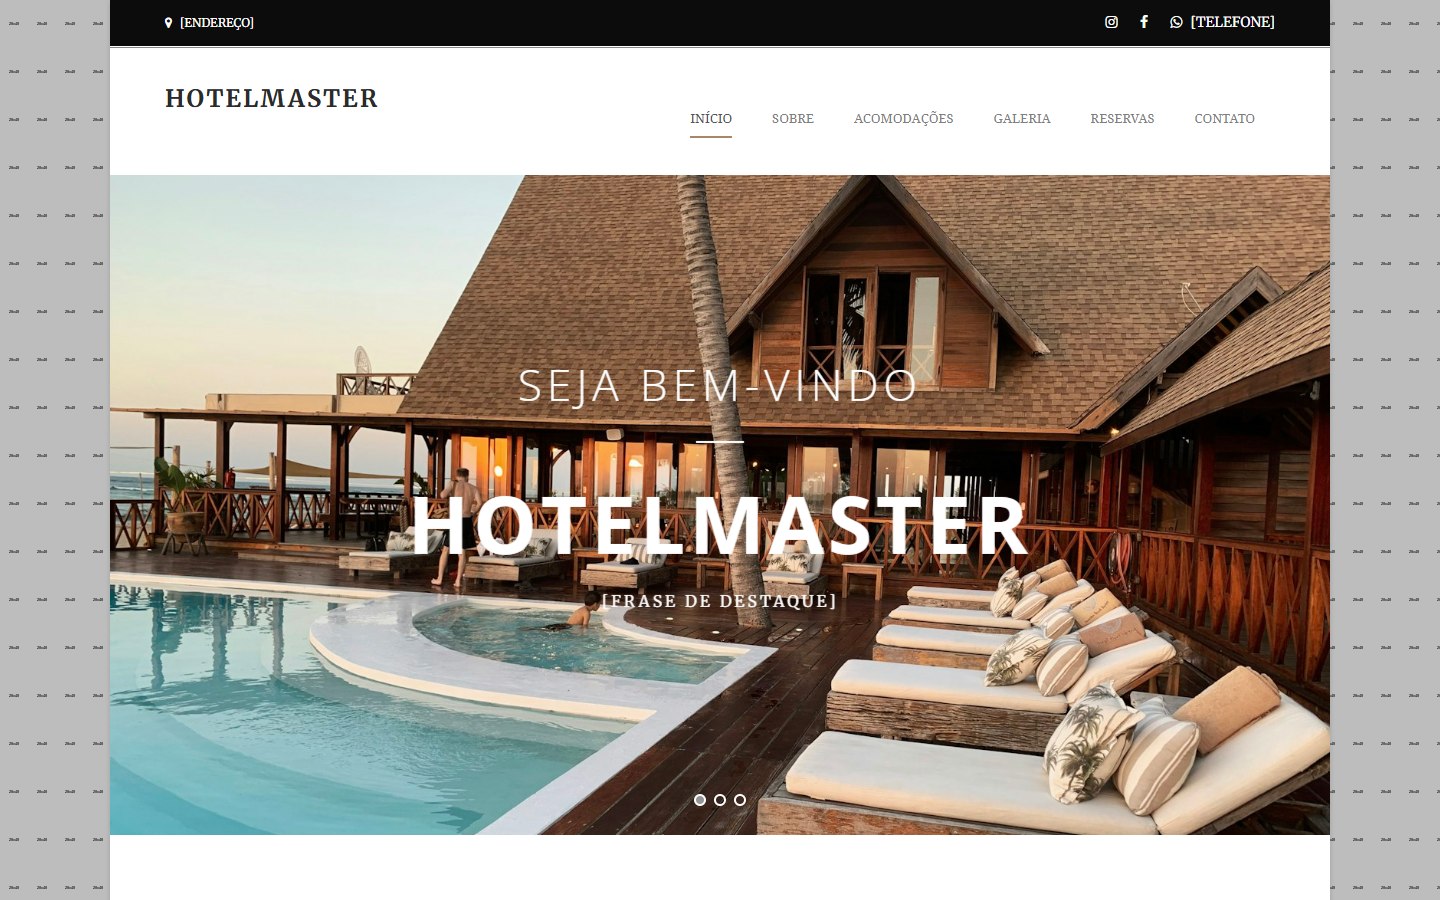 [ENDEREÇO]
[TELEFONE]
HOTELMASTER
INÍCIO
SOBRE
ACOMODAÇÕES
GALERIA
RESERVAS
CONTATO
SEJA BEM-VINDO
HOTELMASTER
[FRASE DE DESTAQUE]